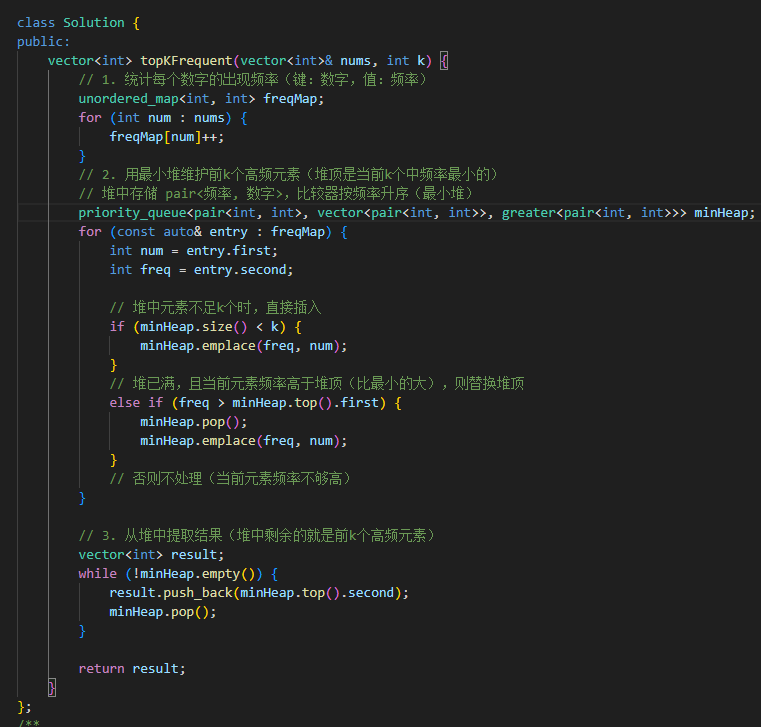 class Solution {
public:
    vector<int> topKFrequent(vector<int>& nums, int k) {
        // 1. 统计每个数字的出现频率（键：数字，值：频率）
        unordered_map<int, int> freqMap;
        for (int num : nums) {
            freqMap[num]++;
        }
        // 2. 用最小堆维护前k个高频元素（堆顶是当前k个中频率最小的）
        // 堆中存储 pair<频率, 数字>，比较器按频率升序（最小堆）
        priority_queue<pair<int, int>, vector<pair<int, int>>, greater<pair<int, int>>> minHeap;
        for (const auto& entry : freqMap) {
            int num = entry.first;
            int freq = entry.second;

            // 堆中元素不足k个时，直接插入
            if (minHeap.size() < k) {
                minHeap.emplace(freq, num);
            }
            // 堆已满，且当前元素频率高于堆顶（比最小的大），则替换堆顶
            else if (freq > minHeap.top().first) {
                minHeap.pop();
                minHeap.emplace(freq, num);
            }
            // 否则不处理（当前元素频率不够高）
        }

        // 3. 从堆中提取结果（堆中剩余的就是前k个高频元素）
        vector<int> result;
        while (!minHeap.empty()) {
            result.push_back(minHeap.top().second);
            minHeap.pop();
        }

        return result;
    }
};
/**